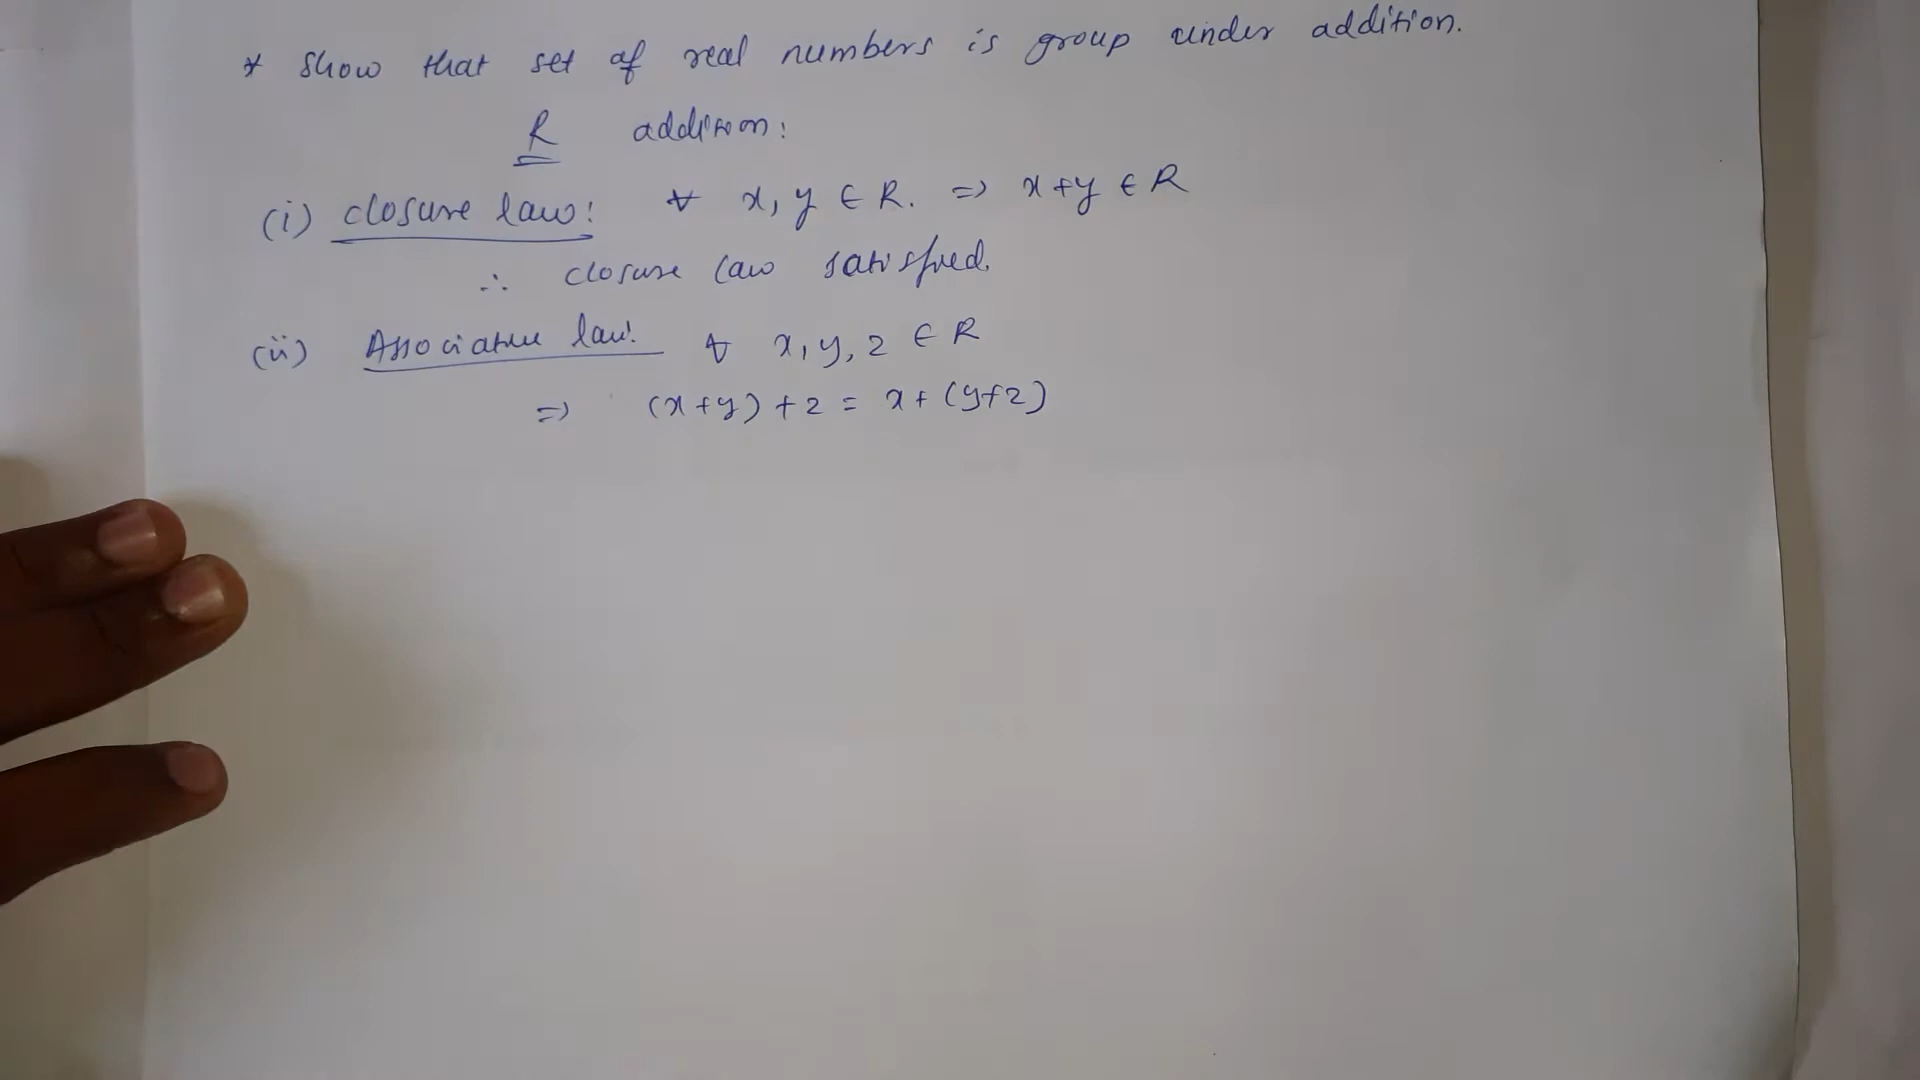 * Show that set of real numbers is group under addition.
R addition:
(i) closure law: ∀ x, y ∈ R. => x+y ∈ R
∴ closure law satisfied.
(ii) Associative law: ∀ x, y, z ∈ R
=> (x+y)+z = x+(y+z)